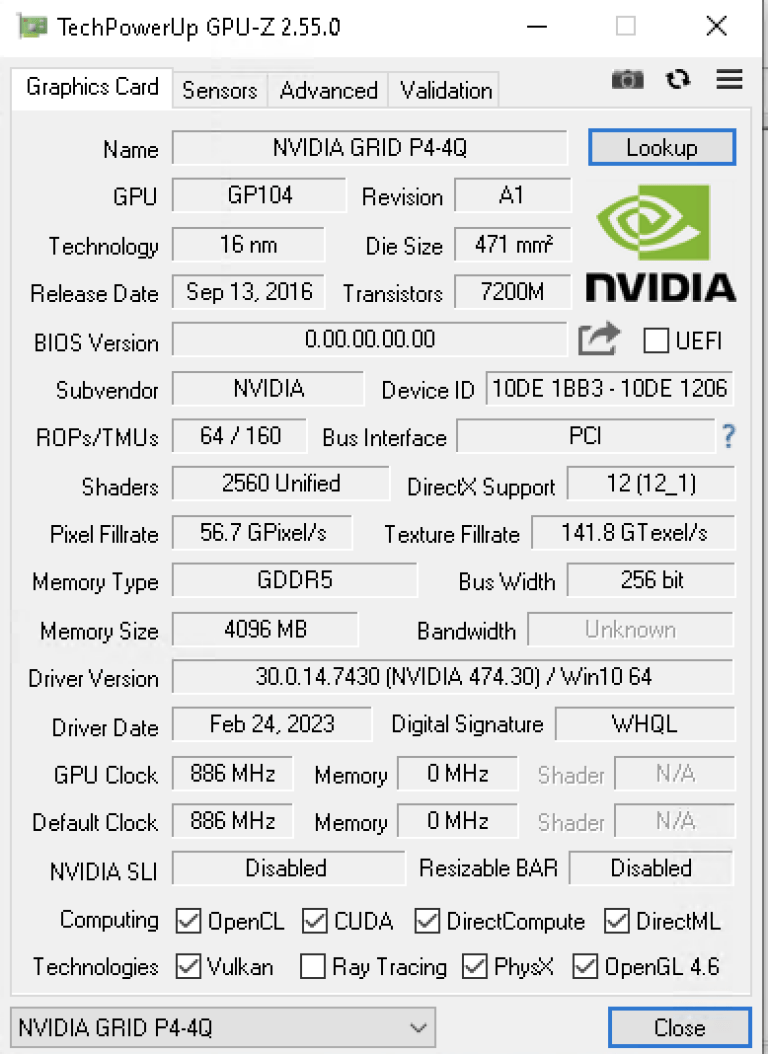 TechPowerUp GPU-Z 2.55.0
Graphics Card Sensors Advanced Validation
Name NVIDIA GRID P4-4Q Lookup
GPU GP104 Revision A1
Technology 16 nm Die Size 471 mm²
Release Date Sep 13, 2016 Transistors 7200M
NVIDIA
BIOS Version 0.00.00.00.00 UEFI
Subvendor NVIDIA Device ID 10DE 1BB3 - 10DE 1206
ROPs/TMUs 64 / 160 Bus Interface PCI ?
Shaders 2560 Unified DirectX Support 12 (12_1)
Pixel Fillrate 56.7 GPixel/s Texture Fillrate 141.8 GTexel/s
Memory Type GDDR5 Bus Width 256 bit
Memory Size 4096 MB Bandwidth Unknown
Driver Version 30.0.14.7430 (NVIDIA 474.30) / Win10 64
Driver Date Feb 24, 2023 Digital Signature WHQL
GPU Clock 886 MHz Memory 0 MHz Shader N/A
Default Clock 886 MHz Memory 0 MHz Shader N/A
NVIDIA SLI Disabled Resizable BAR Disabled
Computing OpenCL CUDA DirectCompute DirectML
Technologies Vulkan Ray Tracing PhysX OpenGL 4.6
NVIDIA GRID P4-4Q Close